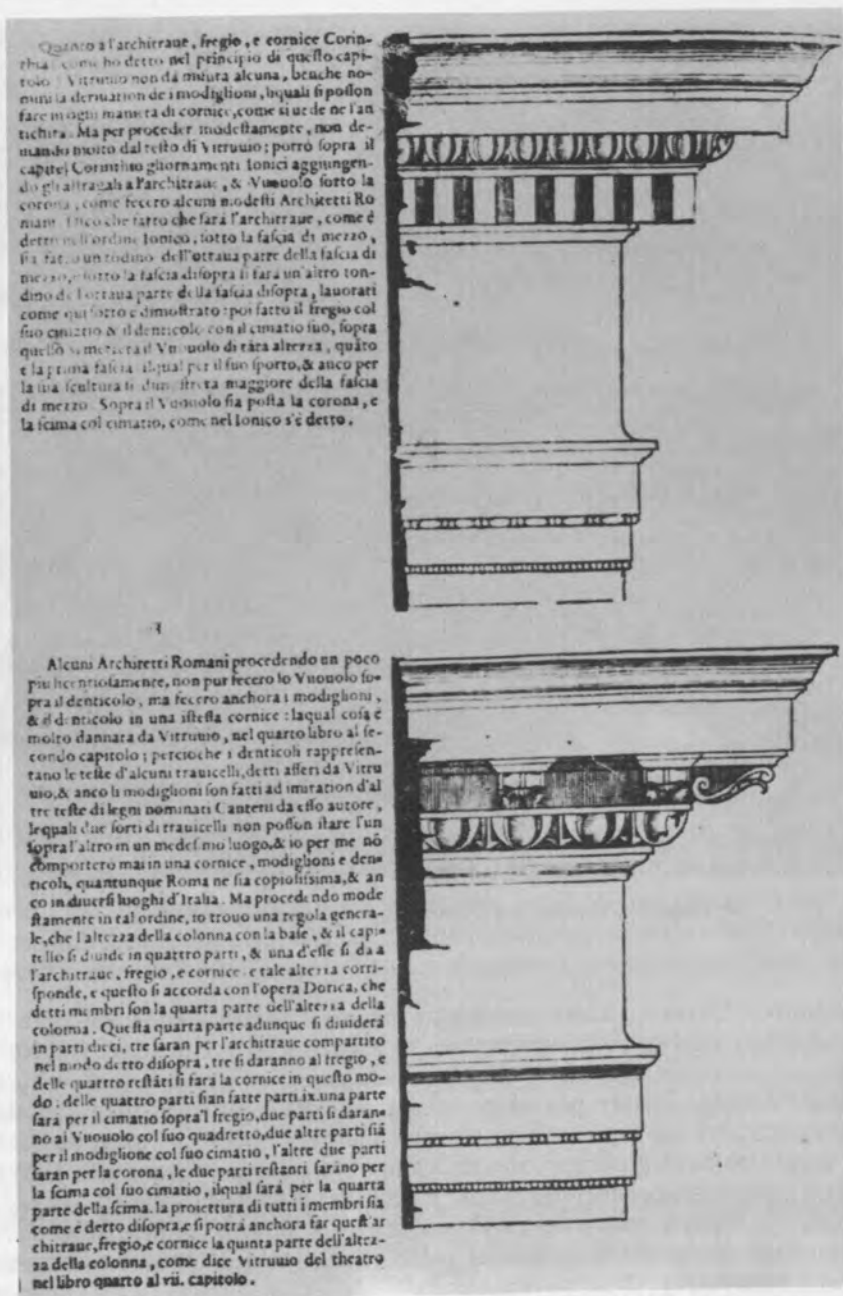 Quanto a l'architraue, fregio, e cornice Corin-
thia come ho detto nel principio di questo capi-
tolo Vitruuio non da misura alcuna, benche no-
mini la deriuation de i modiglioni, liquali si posson
fare in ogni maniera di cornice, come si uede ne l'an
tichita. Ma per proceder modestamente, non de-
uiando molto dal testo di Vitruuio; porrò sopra il
capitel Corinthio gliornamenti Ionici aggiungen-
do gli astragali a l'architraue, & Vuouolo sotto la
corona, come fecero alcuni modesti Architetti Ro
mani. Dico che fatto che sarà l'architraue, come è
detto nell'ordine Ionico, sotto la fascia di mezzo,
sia fatto un tōdino dell'ottaua parte della fascia di
mezzo, e sotto la fascia disopra si farà un'altro ton-
dino de l'ottaua parte della fascia disopra, lauorati
come qui sotto e dimostrato: poi fatto il fregio col
suo cimatio & il denticolo con il cimatio suo, sopra
quello si metterà il Vuouolo di tāta altezza, quāto
e la prima fascia ilqual per il suo sporto, & anco per
la sua scultura si dimostrera maggiore della fascia
di mezzo. Sopra il Vuouolo sia posta la corona, e
la scima col cimatio, come nel Ionico s'è detto.
Alcuni Architetti Romani procedendo un poco
piu licentiosamente, non pur fecero lo Vuouolo so-
pra il denticolo, ma fecero anchora i modiglioni,
& il denticolo in una istessa cornice: laqual cosa è
molto dannata da Vitruuio, nel quarto libro al se-
condo capitolo; percioche i denticoli rappresen-
tano le teste d'alcuni trauicelli, detti asseri da Vitru
uio, & anco li modiglioni son fatti ad imitation d'al
tre teste di legni nominati Canterii da esso autore,
lequali due sorti di trauicelli non posson stare l'un
sopra l'altro in un medesimo luogo, & io per me nō
comporterò mai in una cornice, modiglioni e den-
ticoli, quantunque Roma ne sia copiosissima, & an
co in diuersi luoghi d'Italia. Ma procedendo mode
stamente in tal ordine, io trouo una regola genera-
le, che l'altezza della colonna con la base, & il capi-
tello si diuide in quattro parti, & una d'esse si da a
l'architraue, fregio, e cornice e tale altezza corri-
sponde, e questo si accorda con l'opera Dorica, che
detti membri son la quarta parte dell'altezza della
colonna. Questa quarta parte adunque si diuiderà
in parti dieci, tre saran per l'architraue compartito
nel modo detto disopra, tre si daranno al fregio, e
delle quattro restāti si fara la cornice in questo mo-
do: delle quattro parti sian fatte parti ix. una parte
sarà per il cimatio sopra'l fregio, due parti si daran-
no ai Vuouolo col suo quadretto, due altre parti siā
per il modiglione col suo cimatio, l'altre due parti
saran per la corona, le due parti restanti sarāno per
la scima col suo cimatio, ilqual sarà per la quarta
parte della scima. la proiettura di tutti i membri sia
come e detto disopra, e si potrà anchora far quest'ar
chitraue, fregio, e cornice la quinta parte dell'altez-
za della colonna, come dice Vitruuio del theatro
nel libro quarto al vii. capitolo.